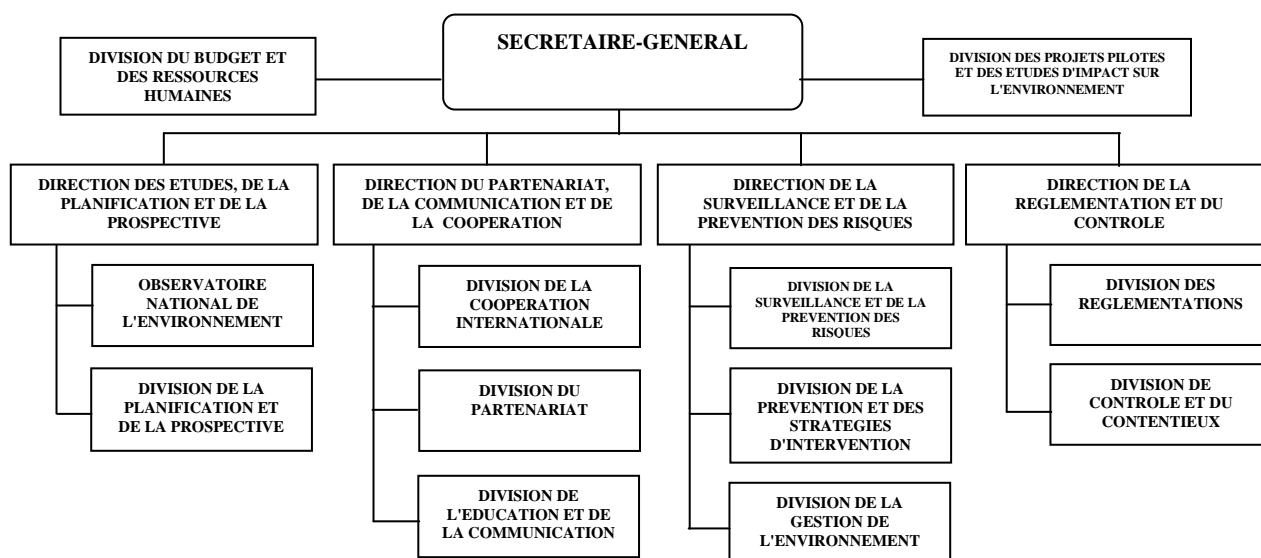 SECRETAIRE-GENERAL
DIVISION DU BUDGET ET
DES RESSOURCES
HUMAINES
DIVISION DES PROJETS PILOTES
ET DES ETUDES D'IMPACT SUR
L'ENVIRONNEMENT
DIRECTION DES ETUDES, DE LA
PLANIFICATION ET DE LA
PROSPECTIVE
OBSERVATOIRE
NATIONAL DE
L'ENVIRONNEMENT
DIVISION DE LA
PLANIFICATION ET
DE LA PROSPECTIVE
DIRECTION DU PARTENARIAT,
DE LA COMMUNICATION ET DE
LA COOPERATION
DIVISION DE LA
COOPERATION
INTERNATIONALE
DIVISION DU
PARTENARIAT
DIVISION DE
L'EDUCATION ET DE
LA COMMUNICATION
DIRECTION DE LA
SURVEILLANCE ET DE LA
PREVENTION DES RISQUES
DIVISION DE LA
SURVEILLANCE ET DE LA
PREVENTION DES
RISQUES
DIVISION DE LA
PREVENTION ET DES
STRATEGIES
D'INTERVENTION
DIVISION DE LA
GESTION DE
L'ENVIRONNEMENT
DIRECTION DE LA
REGLEMENTATION ET DU
CONTROLE
DIVISION DES
REGLEMENTATIONS
DIVISION DE
CONTROLE ET DU
CONTENTIEUX